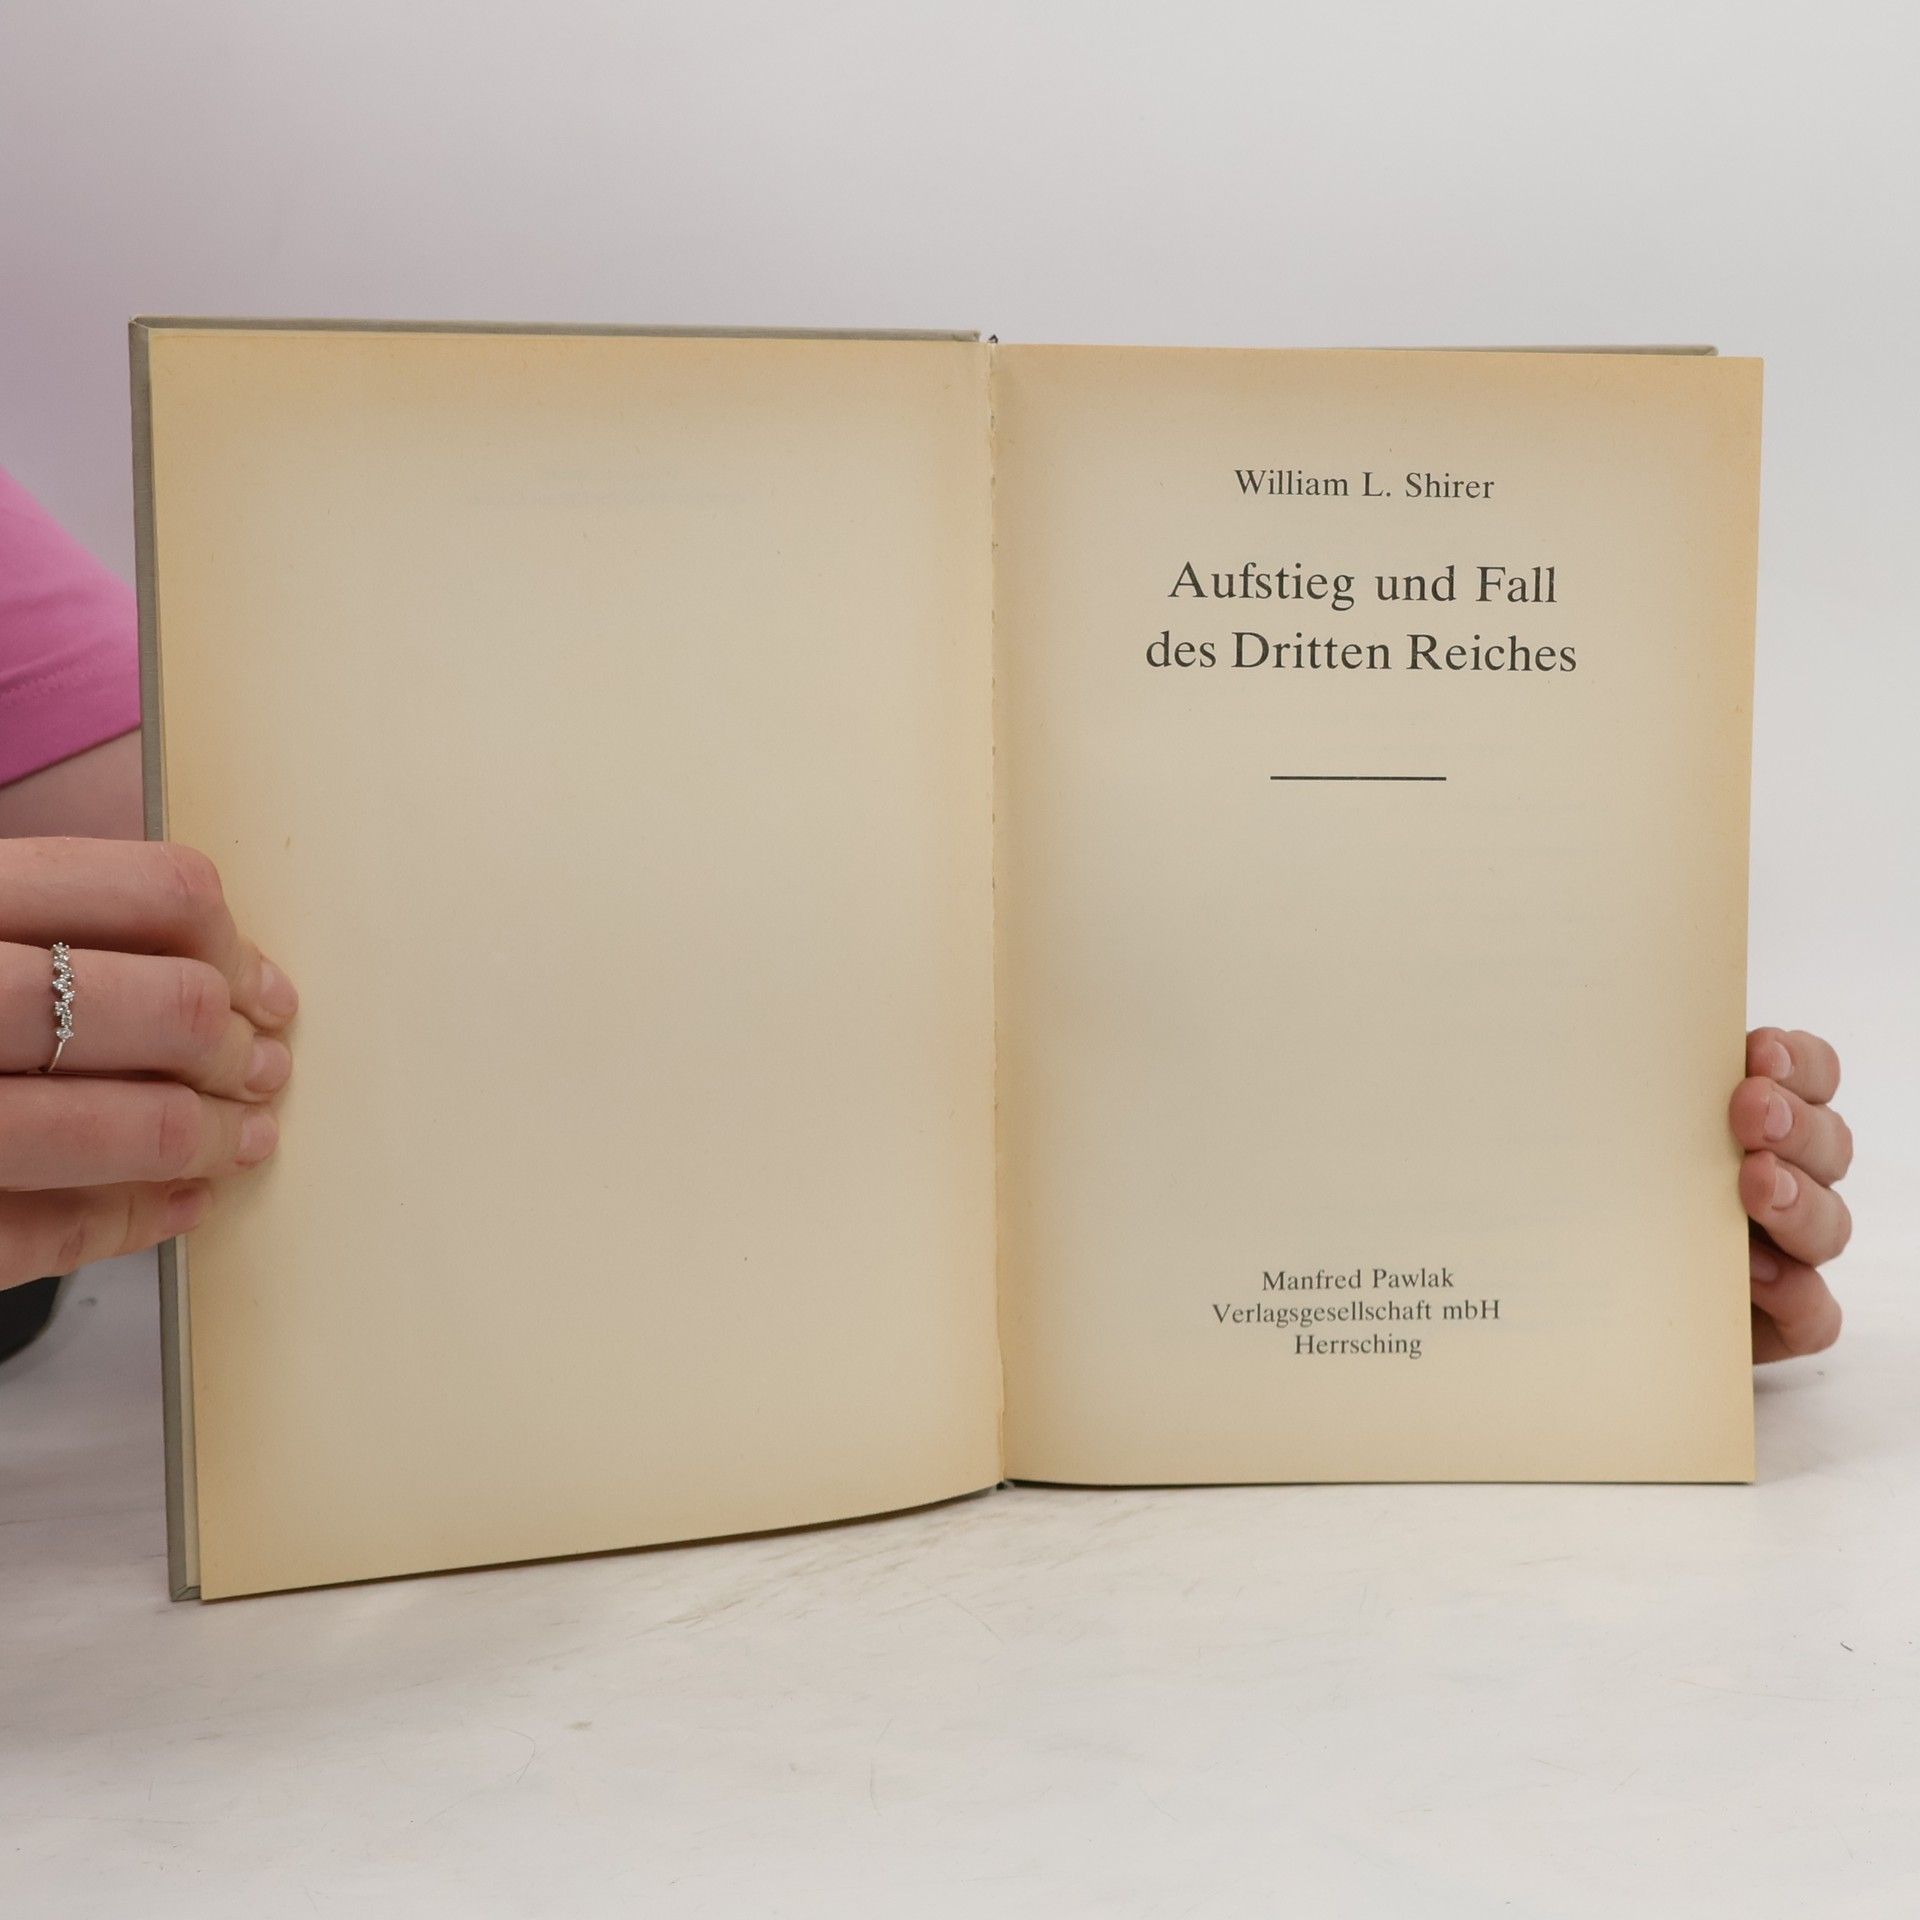 William L. Shirer
Aufstieg und Fall
des Dritten Reiches
Manfred Pawlak
Verlagsgesellschaft mbH
Herrsching